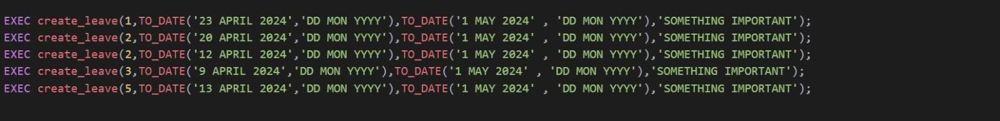 EXEC create_leave(1,TO_DATE('23 APRIL 2024','DD MON YYYY'),TO_DATE('1 MAY 2024' , 'DD MON YYYY'),'SOMETHING IMPORTANT');
EXEC create_leave(2,TO_DATE('20 APRIL 2024','DD MON YYYY'),TO_DATE('1 MAY 2024' , 'DD MON YYYY'),'SOMETHING IMPORTANT');
EXEC create_leave(2,TO_DATE('12 APRIL 2024','DD MON YYYY'),TO_DATE('1 MAY 2024' , 'DD MON YYYY'),'SOMETHING IMPORTANT');
EXEC create_leave(3,TO_DATE('9 APRIL 2024','DD MON YYYY'),TO_DATE('1 MAY 2024' , 'DD MON YYYY'),'SOMETHING IMPORTANT');
EXEC create_leave(5,TO_DATE('13 APRIL 2024','DD MON YYYY'),TO_DATE('1 MAY 2024' , 'DD MON YYYY'),'SOMETHING IMPORTANT');